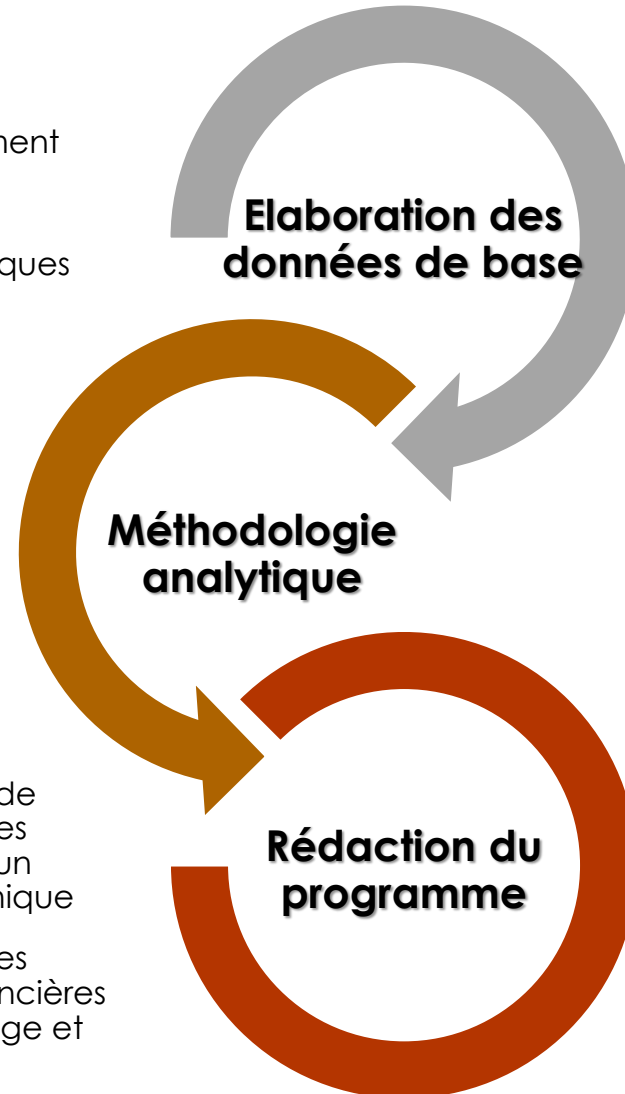 nent
Elaboration des
données de base
ques
Méthodologie
analytique
de
es
un
nique
es
ncières
ge et
Rédaction du
programme